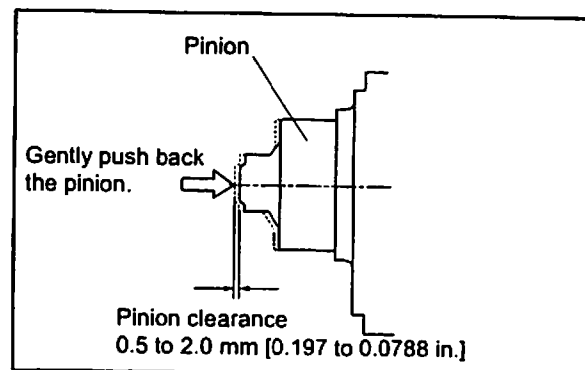 Pinion
Gently push back
the pinion.
Pinion clearance
0.5 to 2.0 mm [0.197 to 0.0788 in.]